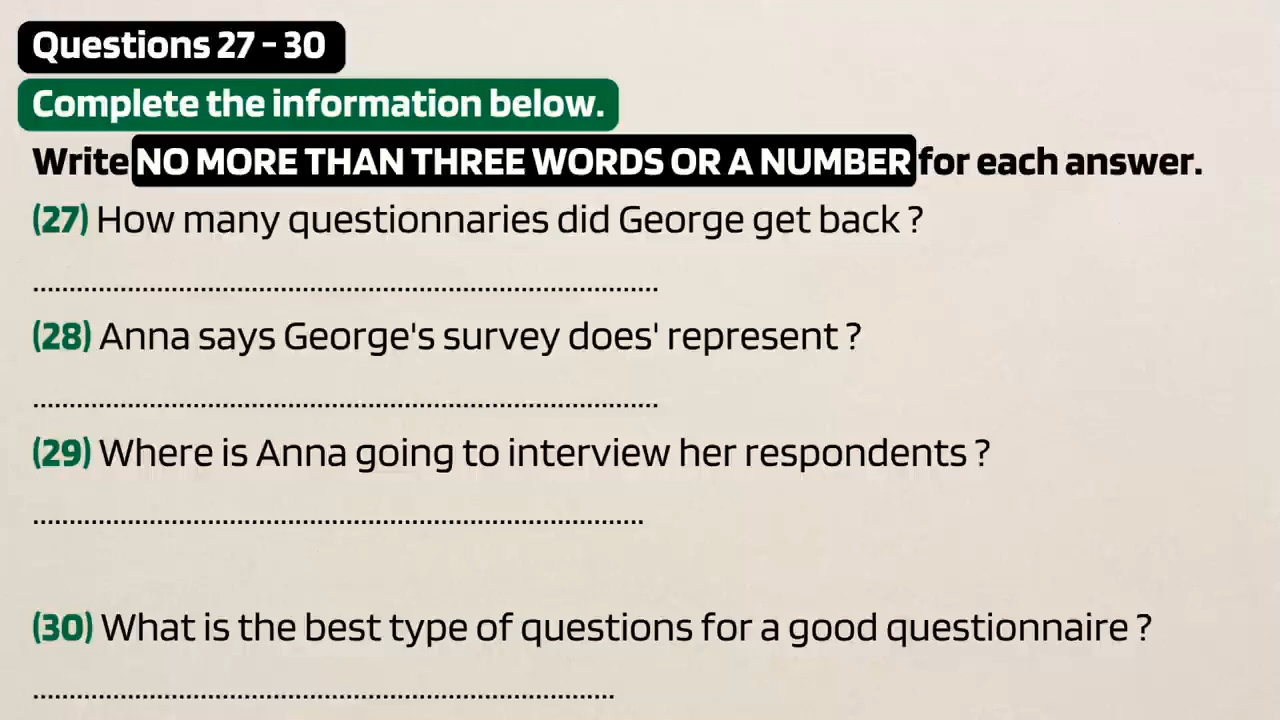 Questions 27 - 30
Complete the information below.
Write NO MORE THAN THREE WORDS OR A NUMBER for each answer.
(27) How many questionnaries did George get back ?
................................................................................
(28) Anna says George's survey does' represent ?
................................................................................
(29) Where is Anna going to interview her respondents ?
..............................................................................
(30) What is the best type of questions for a good questionnaire ?
..........................................................................